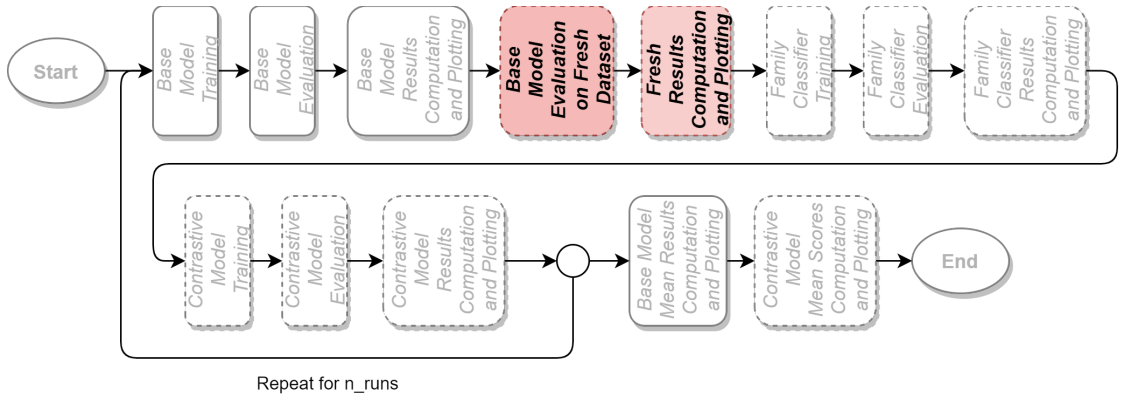 Start
Base
Model
Training
Base
Model
Evaluation
Base
Model
Results
Computation
and Plotting
Base
Model
Evaluation
on Fresh
Dataset
Fresh
Results
Computation
and Plotting
Family
Classifier
Training
Family
Classifier
Evaluation
Family
Classifier
Results
Computation
and Plotting
Contrastive
Model
Training
Contrastive
Model
Evaluation
Contrastive
Model
Results
Computation
and Plotting
Base Model
Mean Results
Computation
and Plotting
Contrastive
Model
Mean Scores
Computation
and Plotting
End
Repeat for n_runs